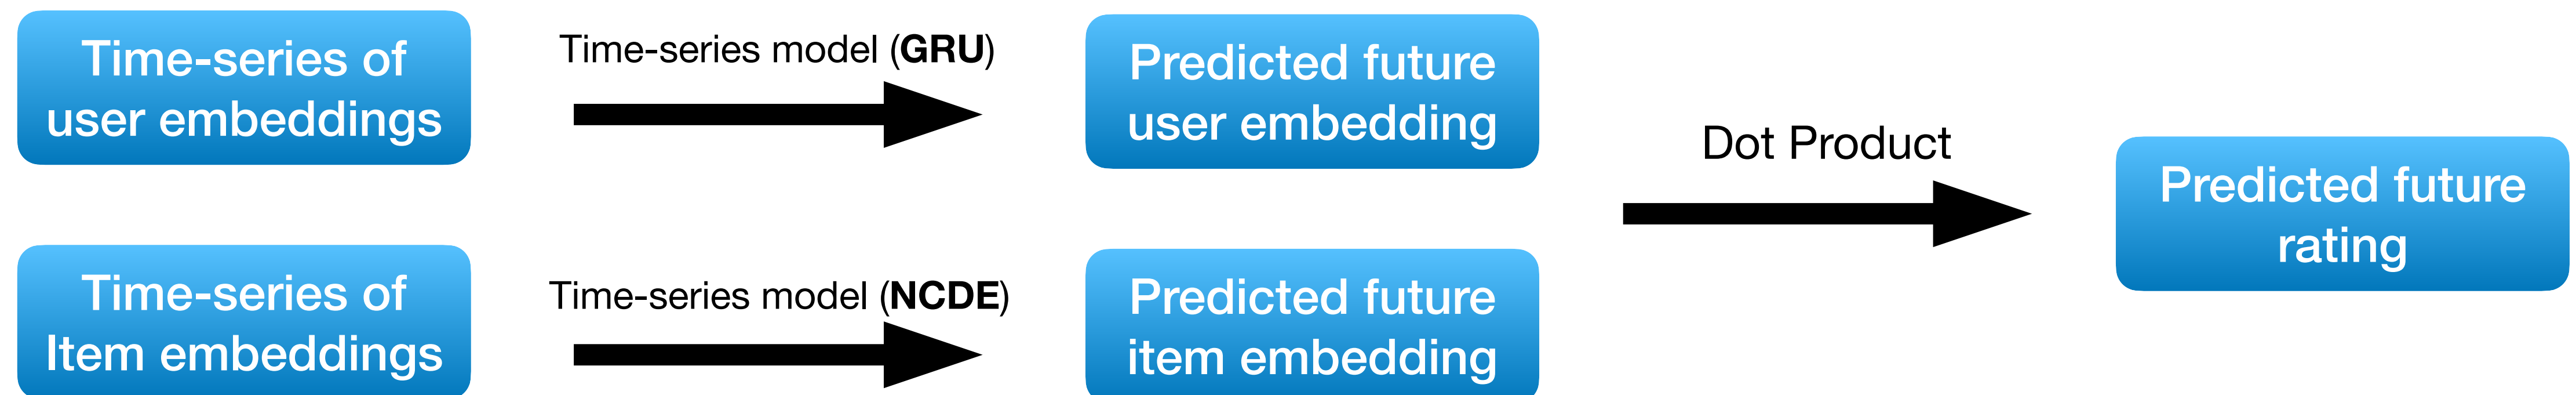 Time-series of
user embeddings
Time-series model (GRU)
Predicted future
user embedding
Time-series of
Item embeddings
Time-series model (NCDE)
Predicted future
item embedding
Dot Product
Predicted future
rating